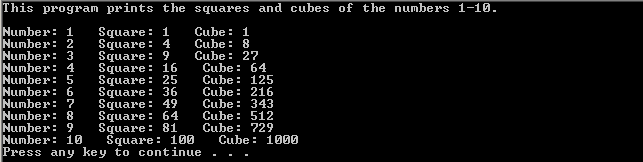 This program prints the squares and cubes of the numbers 1-10.
Number: 1   Square: 1   Cube: 1
Number: 2   Square: 4   Cube: 8
Number: 3   Square: 9   Cube: 27
Number: 4   Square: 16   Cube: 64
Number: 5   Square: 25   Cube: 125
Number: 6   Square: 36   Cube: 216
Number: 7   Square: 49   Cube: 343
Number: 8   Square: 64   Cube: 512
Number: 9   Square: 81   Cube: 729
Number: 10   Square: 100   Cube: 1000
Press any key to continue . . .